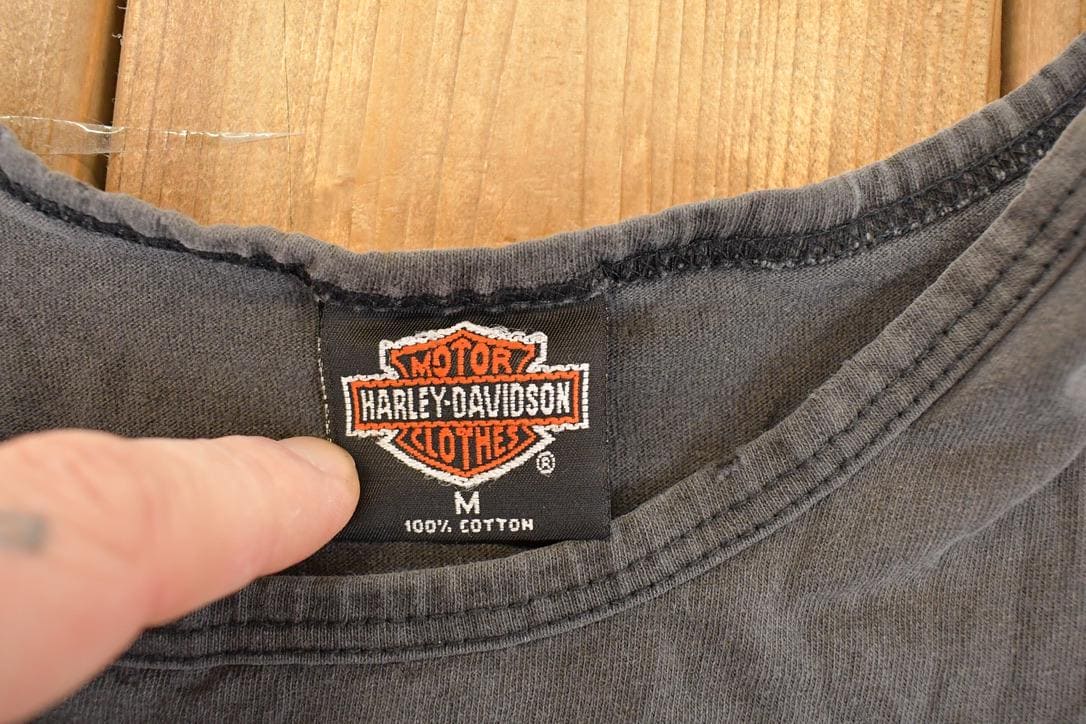 MOTOR
HARLEY-DAVIDSON
CLOTHES
®
M
100% COTTON